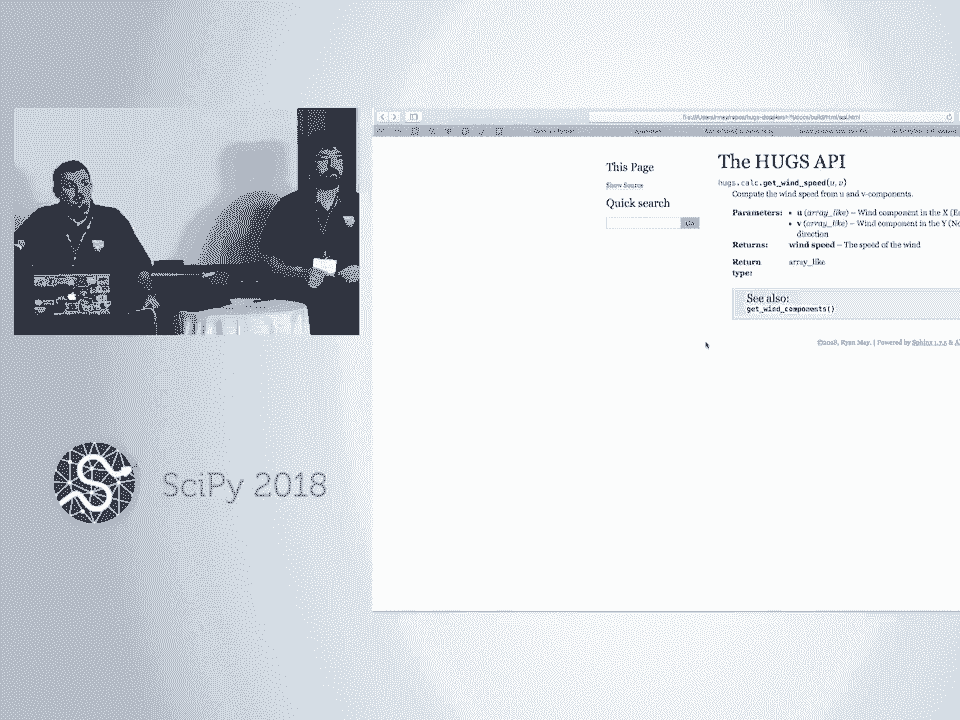 This Page
Show Source
Quick search
Go
The HUGS API
hugs.calc.get_wind_speed(u, v)
Compute the wind speed from u and v-components.
Parameters:
• u (array_like) – Wind component in the X (Ea
• v (array_like) – Wind component in the Y (No
direction
Returns:
wind speed – The speed of the wind
Return
type:
array_like
See also:
get_wind_components()
©2018, Ryan May. | Powered by Sphinx 1.7.5 & Al
SciPy 2018